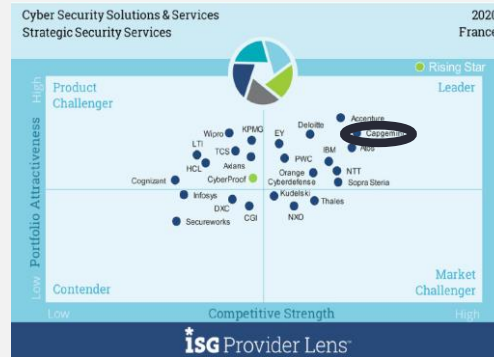 Cyber Security Solutions & Services
Strategic Security Services
2020
France
Rising Star
High
Product
Challenger
Leader
Accenture
Deloitte
Capgemini
Wipro
KPMG
EY
Atos
LTI
TCS
IBM
HCL
Axians
PWC
NTT
Cognizant
CyberProof
Orange
Cyberdefense
Sopra Steria
Infosys
Kudelski
Thales
DXC
Secureworks
CGI
NXO
Portfolio Attractiveness
Low
Contender
Market
Challenger
Low
Competitive Strength
High
ISG Provider Lens™